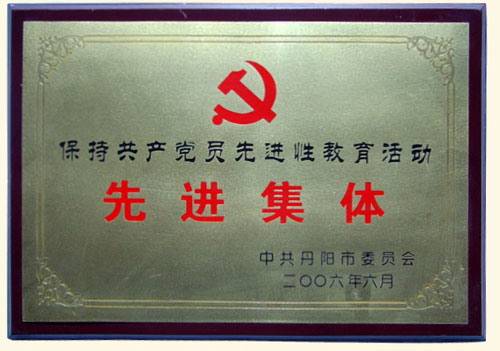 保持共产党员先进性教育活动
先进集体
中共丹阳市委员会
二〇〇六年六月